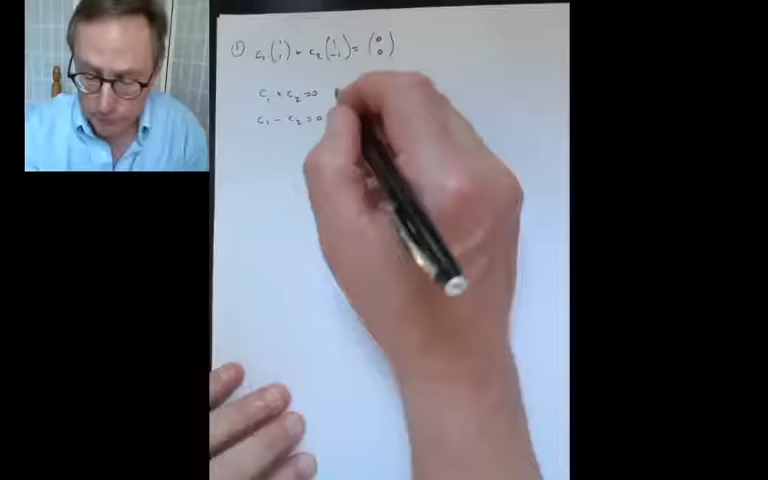 ① c₁ (1 1) + c₂ (1 -1) = (0 0)
c₁ + c₂ = 0
c₁ - c₂ = 0